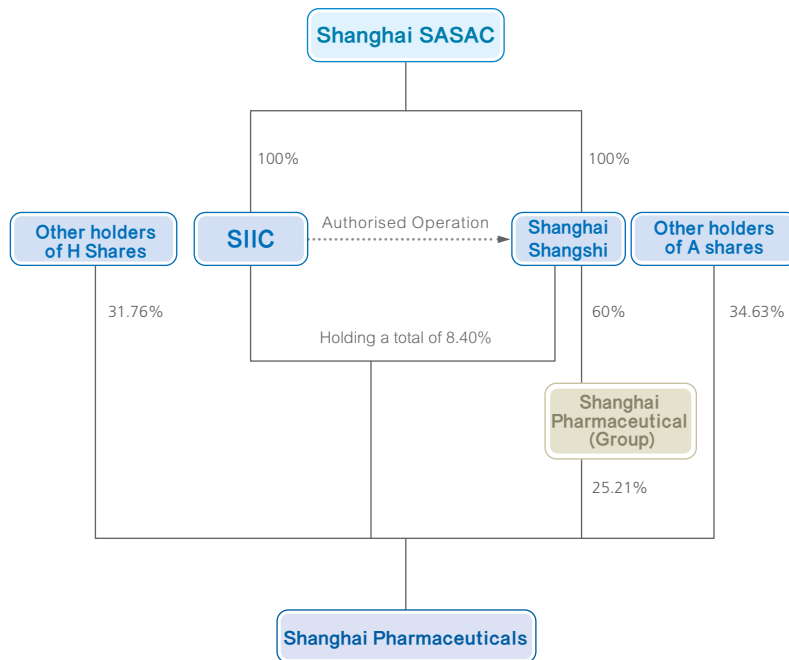 Shanghai SASAC
100%
100%
Other holders
of H Shares
SIIC
Authorised Operation
Shanghai
Shangshi
Other holders
of A shares
31.76%
60%
34.63%
Holding a total of 8.40%
Shanghai
Pharmaceutical
(Group)
25.21%
Shanghai Pharmaceuticals